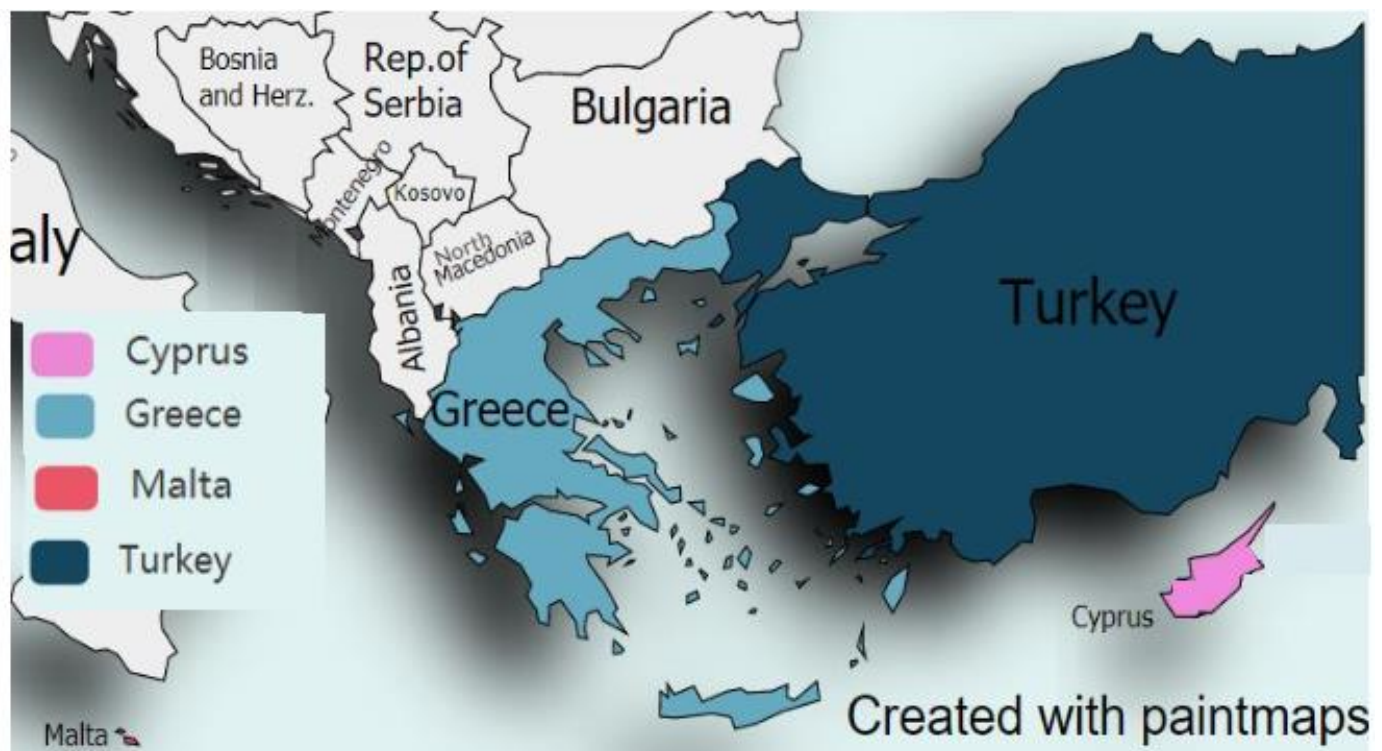 Bosnia
and Herz.
Rep.of
Serbia
Bulgaria
Montenegro
Kosovo
North
Macedonia
Albania
aly
Turkey
Greece
Cyprus
Greece
Malta
Turkey
Cyprus
Malta
Created with paintmaps